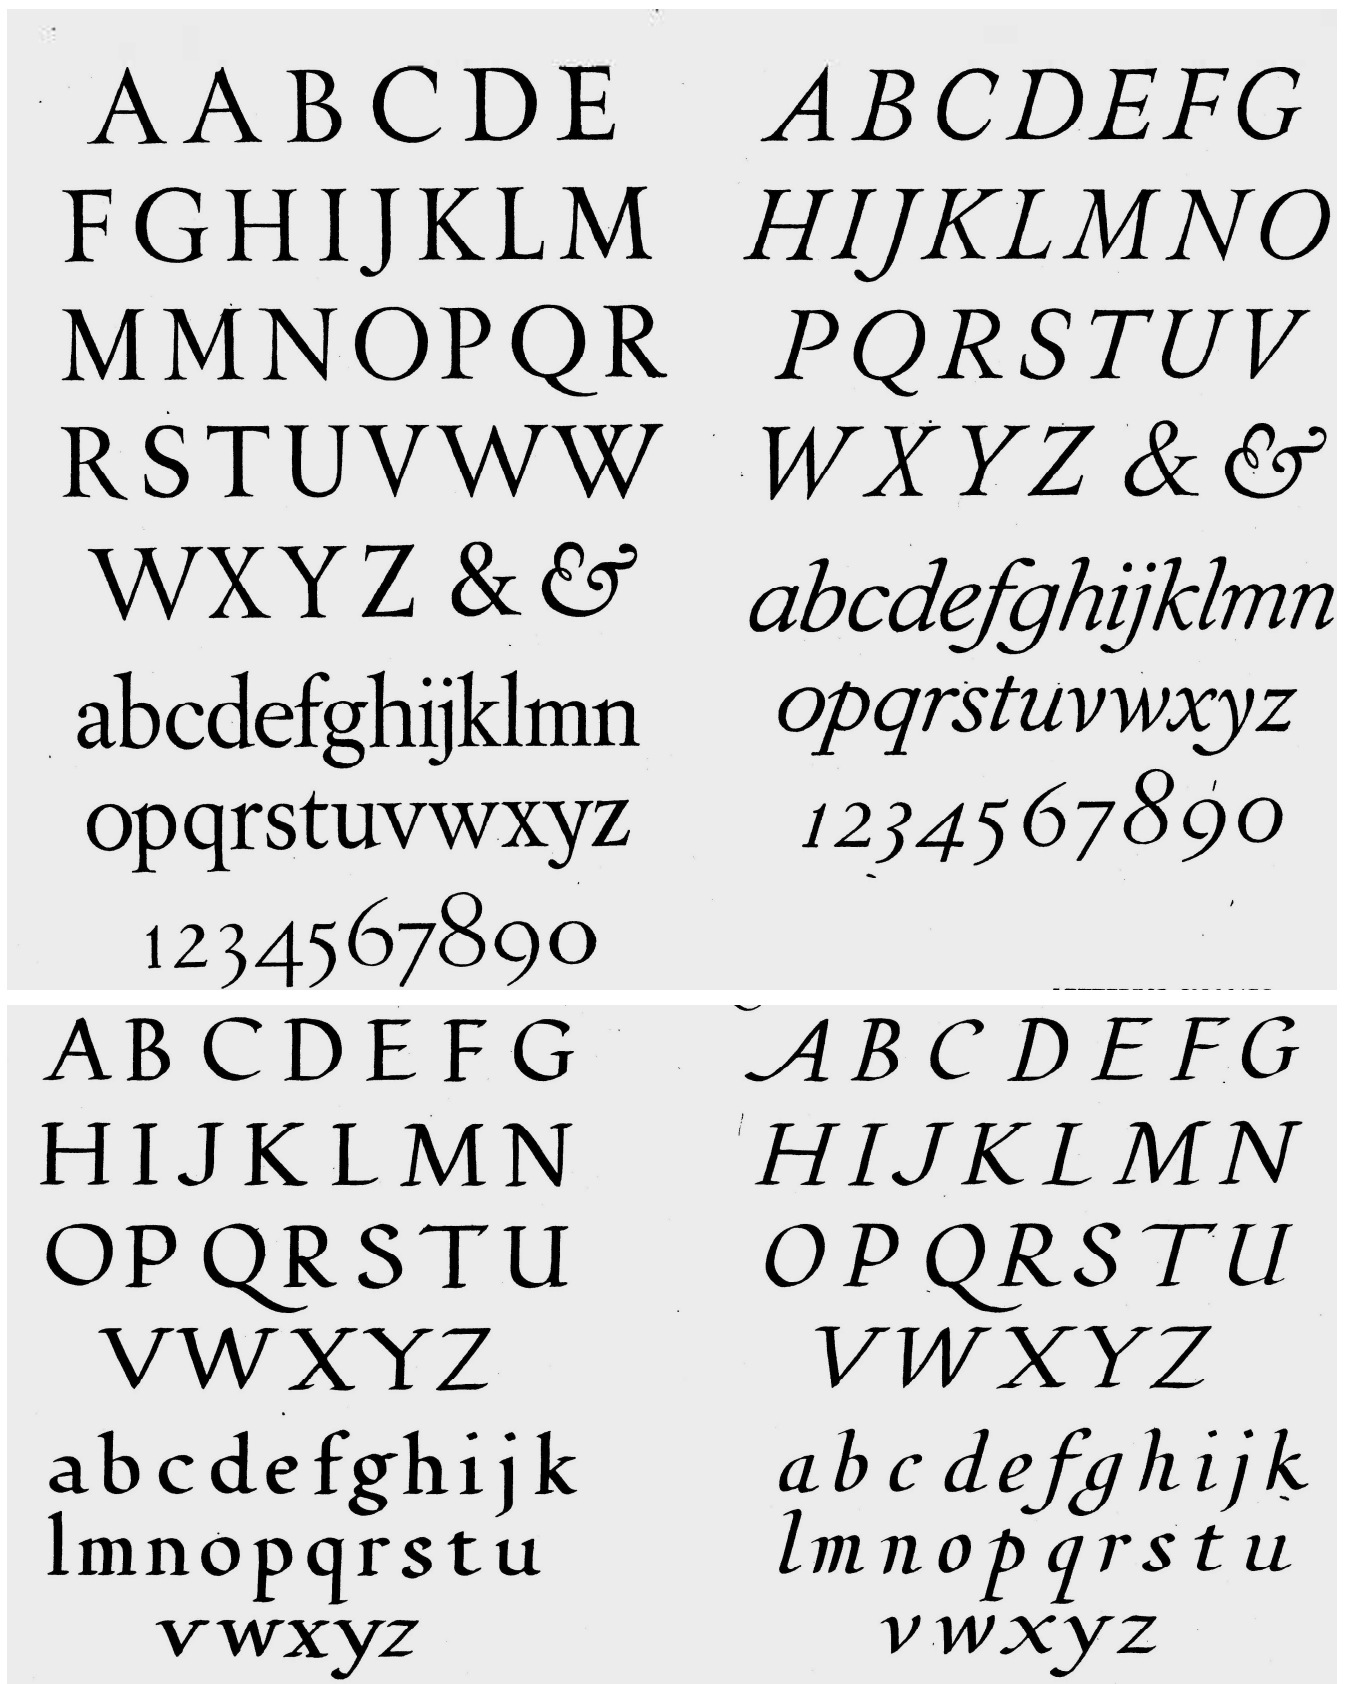 A A B C D E
F G H I J K L M
M M N O P Q R
R S T U V W W
W X Y Z & &
abcdefghijklmn
opqrstuvwxyz
1234567890
A B C D E F G
H I J K L M N O
P Q R S T U V
W X Y Z & &
abcdefghijklmn
opqrstuvwxyz
1234567890
A B C D E F G
H I J K L M N
O P Q R S T U
V W X Y Z
a b c d e f g h i j k
l m n o p q r s t u
v w x y z
A B C D E F G
H I J K L M N
O P Q R S T U
V W X Y Z
a b c d e f g h i j k
l m n o p q r s t u
v w x y z